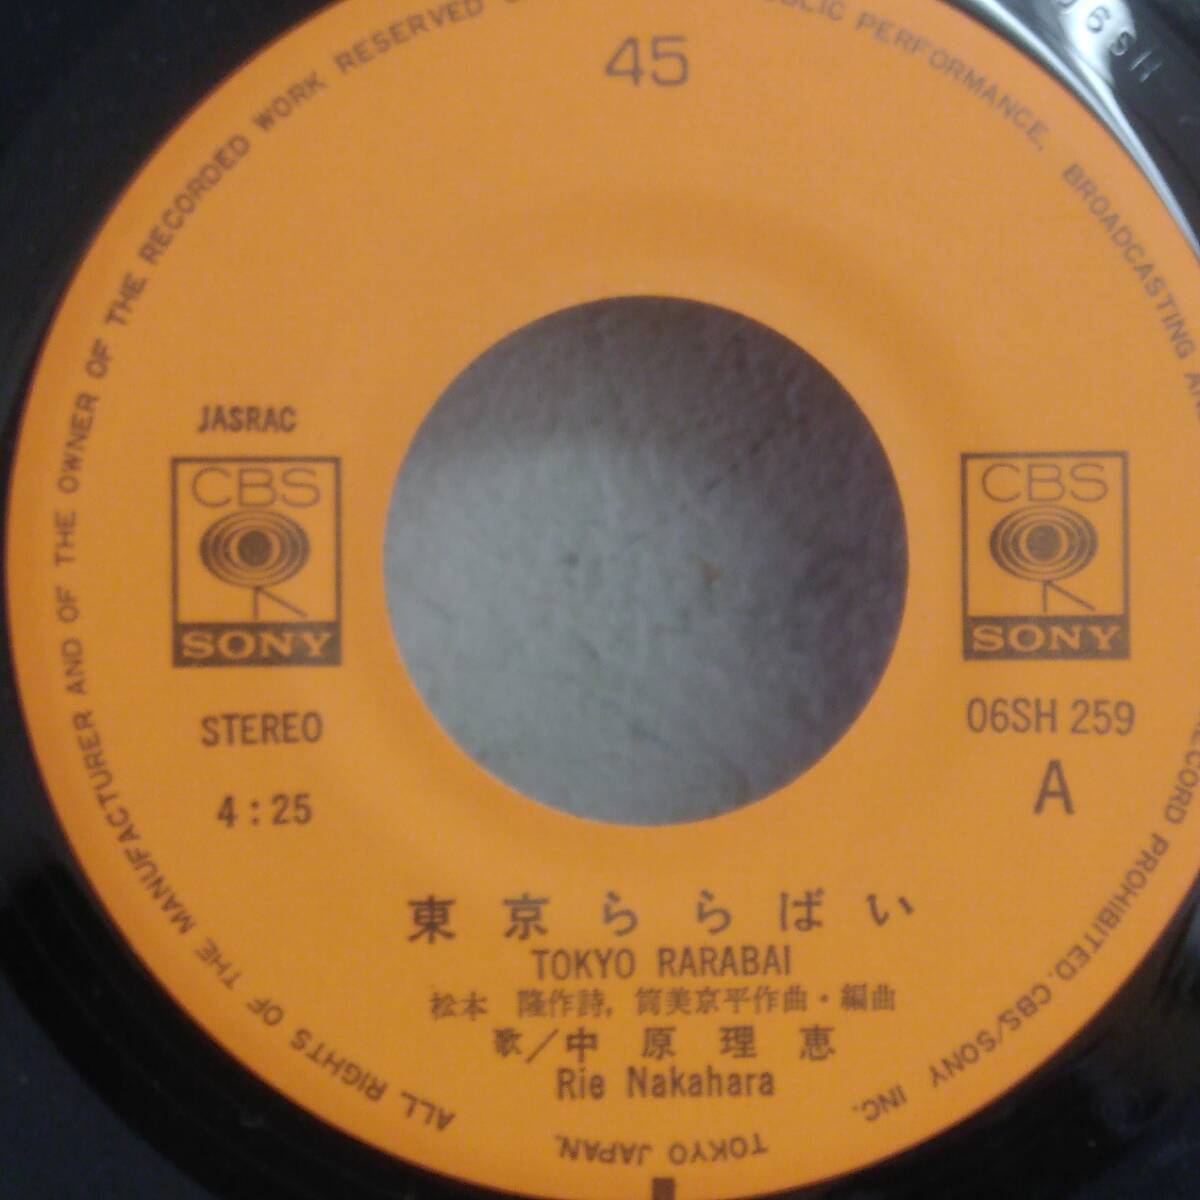 45
JASRAC
CBS
SONY
STEREO
4:25
CBS
SONY
06SH 259
A
東京ららばい
TOKYO RARABAI
松本 隆作詩, 筒美京平作曲・編曲
歌/中原理恵
Rie Nakahara
ALL RIGHTS OF THE MANUFACTURER AND OF THE OWNER OF THE RECORDED WORK RESERVED
PERFORMANCE, BROADCASTING
RECORD PROHIBITED. CBS/SONY INC.
TOKYO JAPAN.
06SH